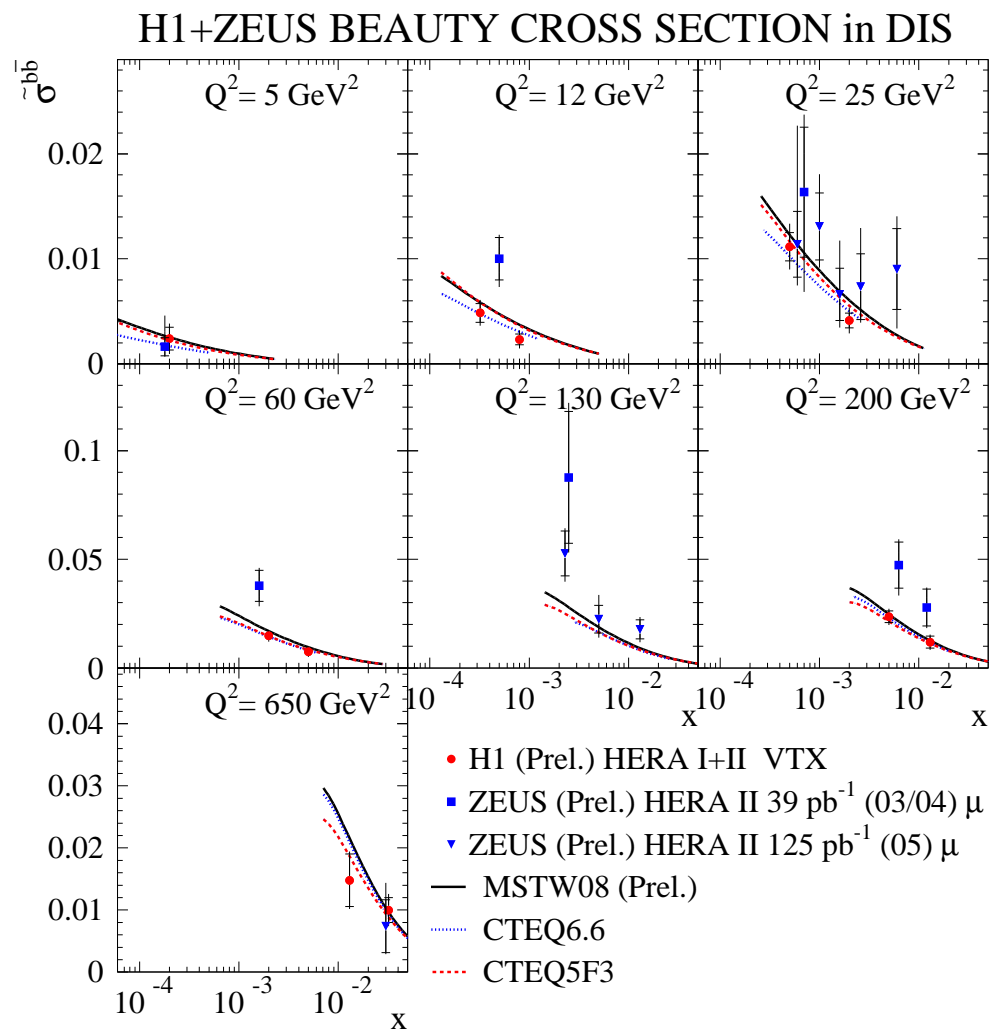 H1+ZEUS BEAUTY CROSS SECTION in DIS
σ̃^{bb̄}
Q²= 5 GeV²
Q²= 12 GeV²
Q²= 25 GeV²
0.02
0.01
0
Q²= 60 GeV²
Q²= 130 GeV²
Q²= 200 GeV²
0.1
0.05
0
10⁻⁴ 10⁻³ 10⁻² x
10⁻⁴ 10⁻³ 10⁻² x
Q²= 650 GeV²
0.04
0.03
0.02
0.01
0
10⁻⁴ 10⁻³ 10⁻² x
H1 (Prel.) HERA I+II VTX
ZEUS (Prel.) HERA II 39 pb⁻¹ (03/04) μ
ZEUS (Prel.) HERA II 125 pb⁻¹ (05) μ
MSTW08 (Prel.)
CTEQ6.6
CTEQ5F3